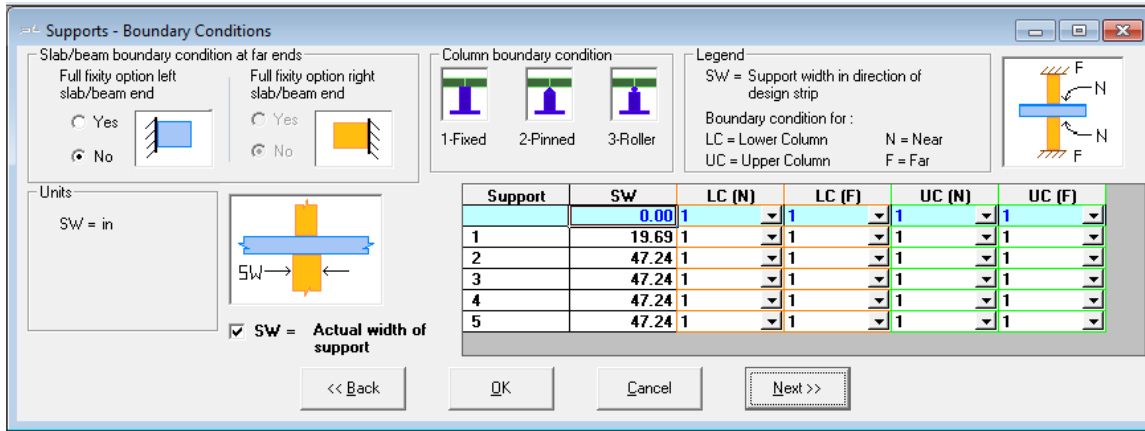 Supports - Boundary Conditions
Slab/beam boundary condition at far ends
Full fixity option left
slab/beam end
Yes
No
Full fixity option right
slab/beam end
Yes
No
Column boundary condition
1-Fixed
2-Pinned
3-Roller
Legend
SW = Support width in direction of
design strip
Boundary condition for :
LC = Lower Column N = Near
UC = Upper Column F = Far
F
N
N
F
Units
SW = in
SW
SW = Actual width of
support
Support SW LC (N) LC (F) UC (N) UC (F)
0.00 1 1 1 1
1 19.69 1 1 1 1
2 47.24 1 1 1 1
3 47.24 1 1 1 1
4 47.24 1 1 1 1
5 47.24 1 1 1 1
<< Back OK Cancel Next >>